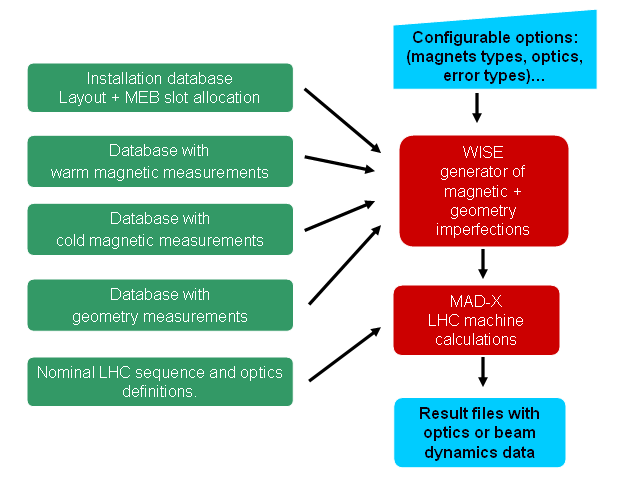 Configurable options:
(magnets types, optics,
error types)...
Installation database
Layout + MEB slot allocation
Database with
warm magnetic measurements
Database with
cold magnetic measurements
Database with
geometry measurements
Nominal LHC sequence and optics
definitions.
WISE
generator of
magnetic +
geometry
imperfections
MAD-X
LHC machine
calculations
Result files with
optics or beam
dynamics data